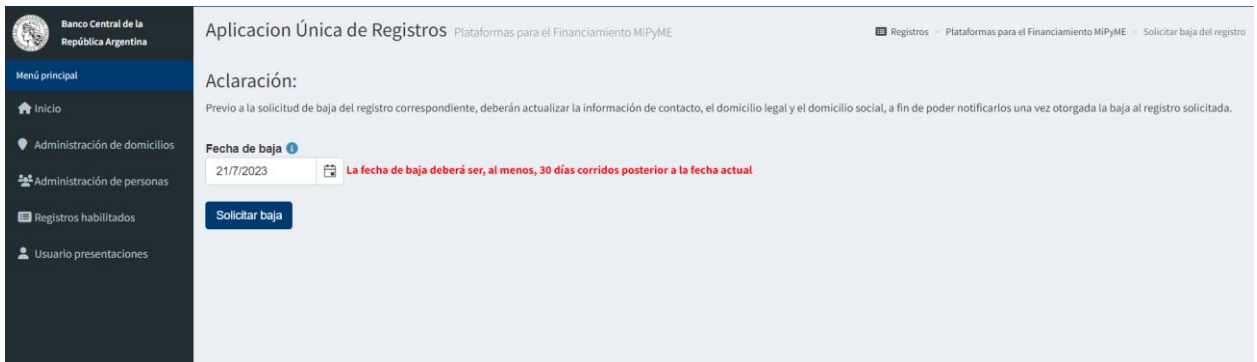 Banco Central de la
República Argentina
Menú principal
Inicio
Administración de domicilios
Administración de personas
Registros habilitados
Usuario presentaciones
Aplicacion Única de Registros Plataformas para el Financiamiento MiPyME
Registros > Plataformas para el Financiamiento MiPyME > Solicitar baja del registro
Aclaración:
Previo a la solicitud de baja del registro correspondiente, deberán actualizar la información de contacto, el domicilio legal y el domicilio social, a fin de poder notificarlos una vez otorgada la baja al registro solicitada.
Fecha de baja
21/7/2023 La fecha de baja deberá ser, al menos, 30 días corridos posterior a la fecha actual
Solicitar baja